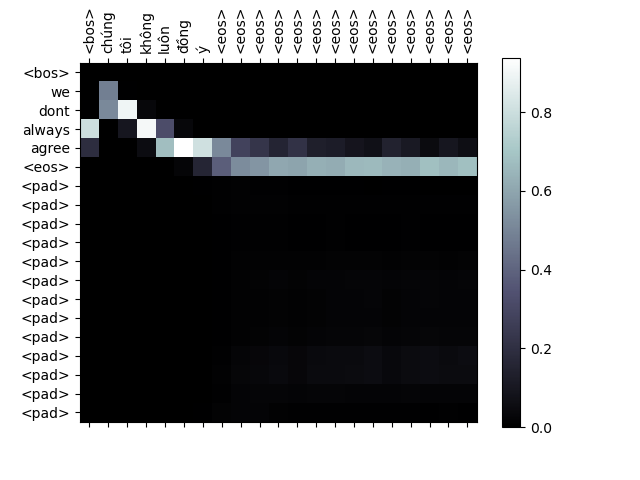 <bos> chúng tôi không luôn đồng ý <eos> <eos> <eos> <eos> <eos> <eos> <eos> <eos> <eos> <eos> <eos> <eos> <eos> <eos>
<bos>
we
dont
always
agree
<eos>
<pad>
<pad>
<pad>
<pad>
<pad>
<pad>
<pad>
<pad>
<pad>
<pad>
<pad>
<pad>
<pad>
0.8
0.6
0.4
0.2
0.0